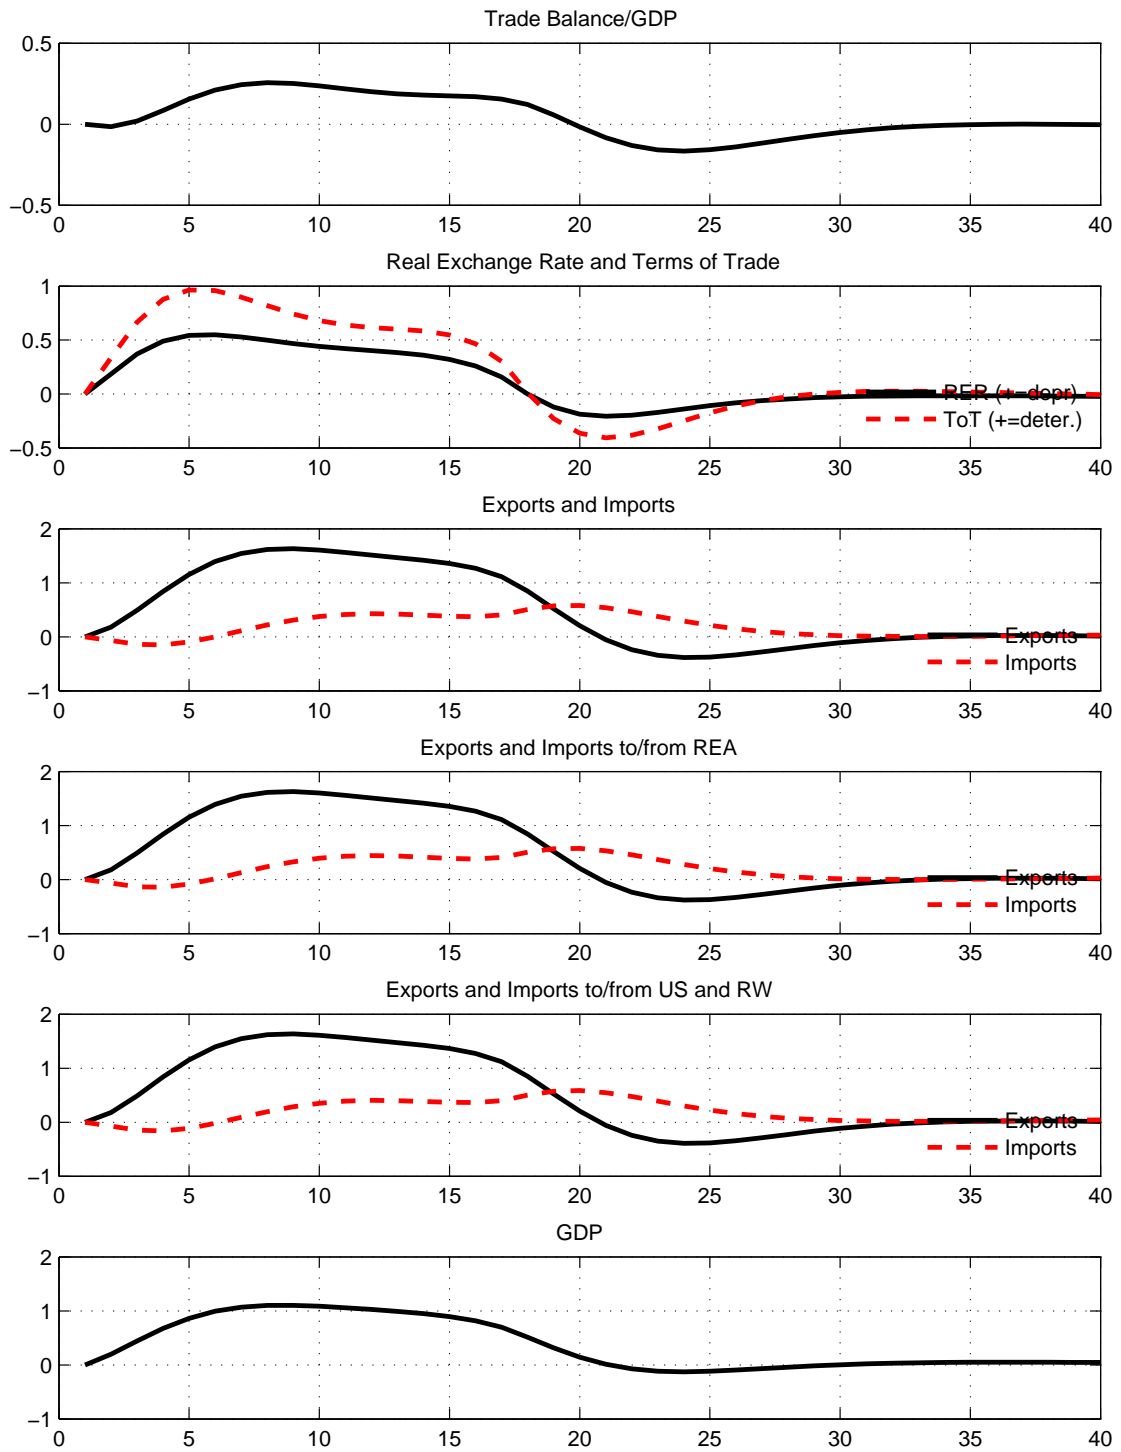 Trade Balance/GDP
0.5
0
−0.5
0 5 10 15 20 25 30 35 40
Real Exchange Rate and Terms of Trade
1
0.5
0
RER (+=depr)
ToT (+=deter.)
−0.5
0 5 10 15 20 25 30 35 40
Exports and Imports
2
1
0
Exports
Imports
−1
0 5 10 15 20 25 30 35 40
Exports and Imports to/from REA
2
1
0
Exports
Imports
−1
0 5 10 15 20 25 30 35 40
Exports and Imports to/from US and RW
2
1
0
Exports
Imports
−1
0 5 10 15 20 25 30 35 40
GDP
2
1
0
−1
0 5 10 15 20 25 30 35 40